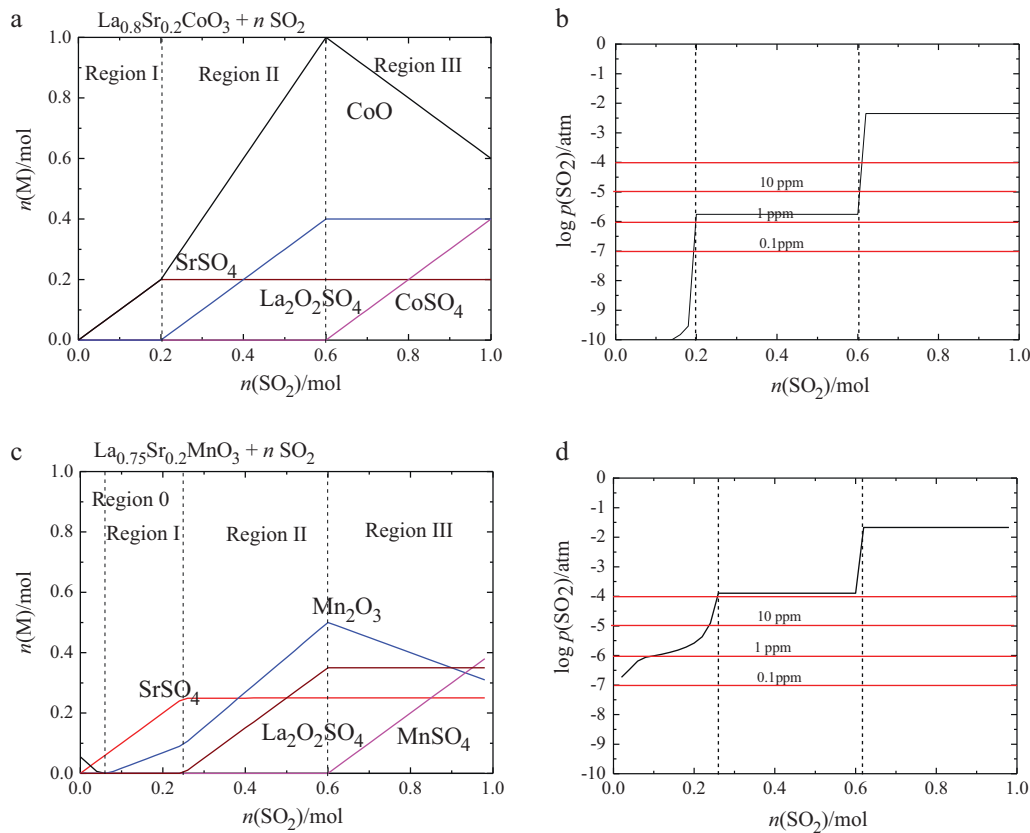 a
La₀.₈Sr₀.₂CoO₃ + n SO₂
Region I
Region II
Region III
CoO
SrSO₄
La₂O₂SO₄
CoSO₄
1.0
0.8
0.6
0.4
0.2
0.0
n(M)/mol
0.0 0.2 0.4 0.6 0.8 1.0
n(SO₂)/mol
b
0
-1
-2
-3
-4
-5
-6
-7
-8
-9
-10
log p(SO₂)/atm
10 ppm
1 ppm
0.1ppm
0.0 0.2 0.4 0.6 0.8 1.0
n(SO₂)/mol
c
La₀.₇₅Sr₀.₂MnO₃ + n SO₂
Region 0
Region I
Region II
Region III
Mn₂O₃
SrSO₄
La₂O₂SO₄
MnSO₄
1.0
0.8
0.6
0.4
0.2
0.0
n(M)/mol
0.0 0.2 0.4 0.6 0.8 1.0
n(SO₂)/mol
d
0
-1
-2
-3
-4
-5
-6
-7
-8
-9
-10
log p(SO₂)/atm
10 ppm
1 ppm
0.1ppm
0.0 0.2 0.4 0.6 0.8 1.0
n(SO₂)/mol